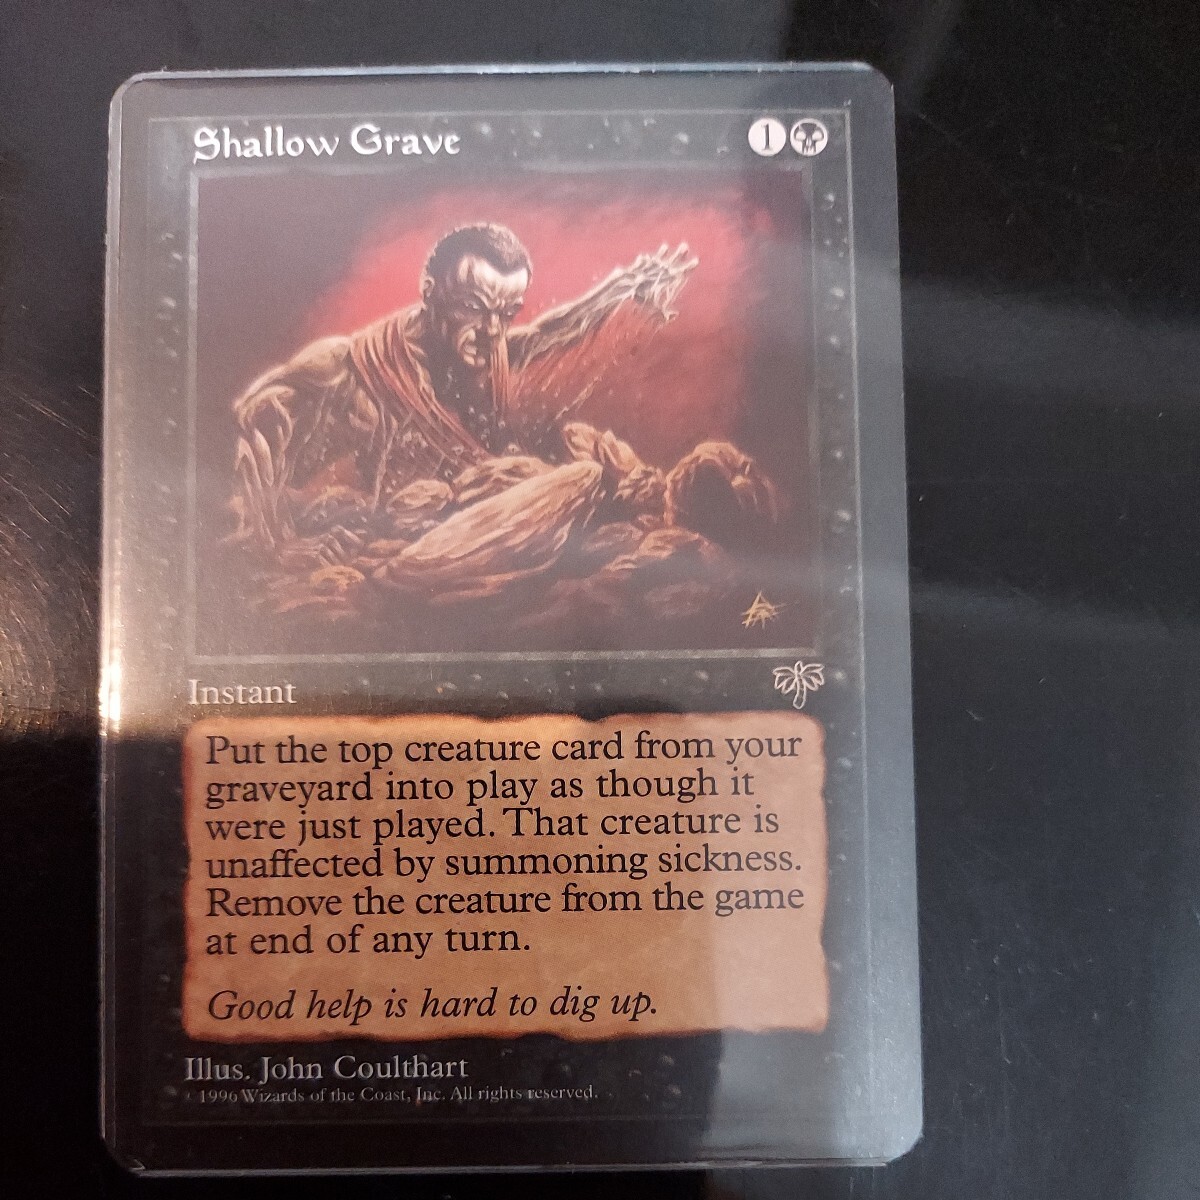 Shallow Grave 1
Instant
Put the top creature card from your
graveyard into play as though it
were just played. That creature is
unaffected by summoning sickness.
Remove the creature from the game
at end of any turn.
Good help is hard to dig up.
Illus. John Coulthart
© 1996 Wizards of the Coast, Inc. All rights reserved.